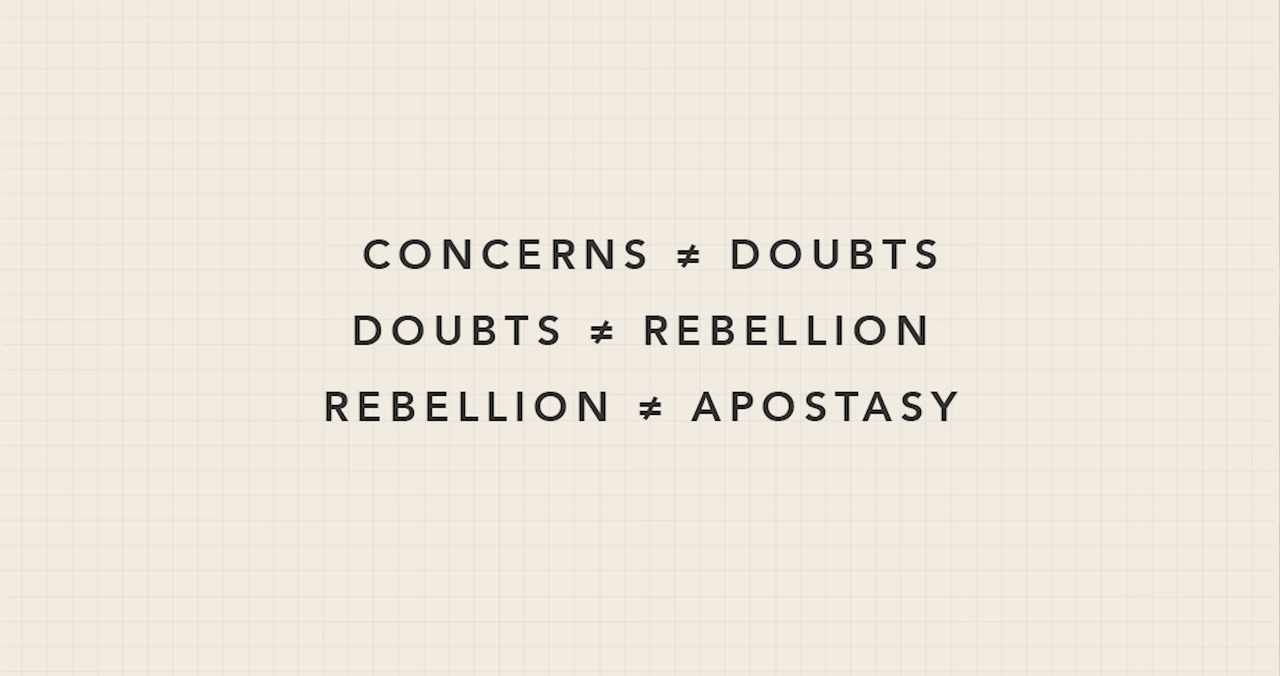 CONCERNS ≠ DOUBTS
DOUBTS ≠ REBELLION
REBELLION ≠ APOSTASY